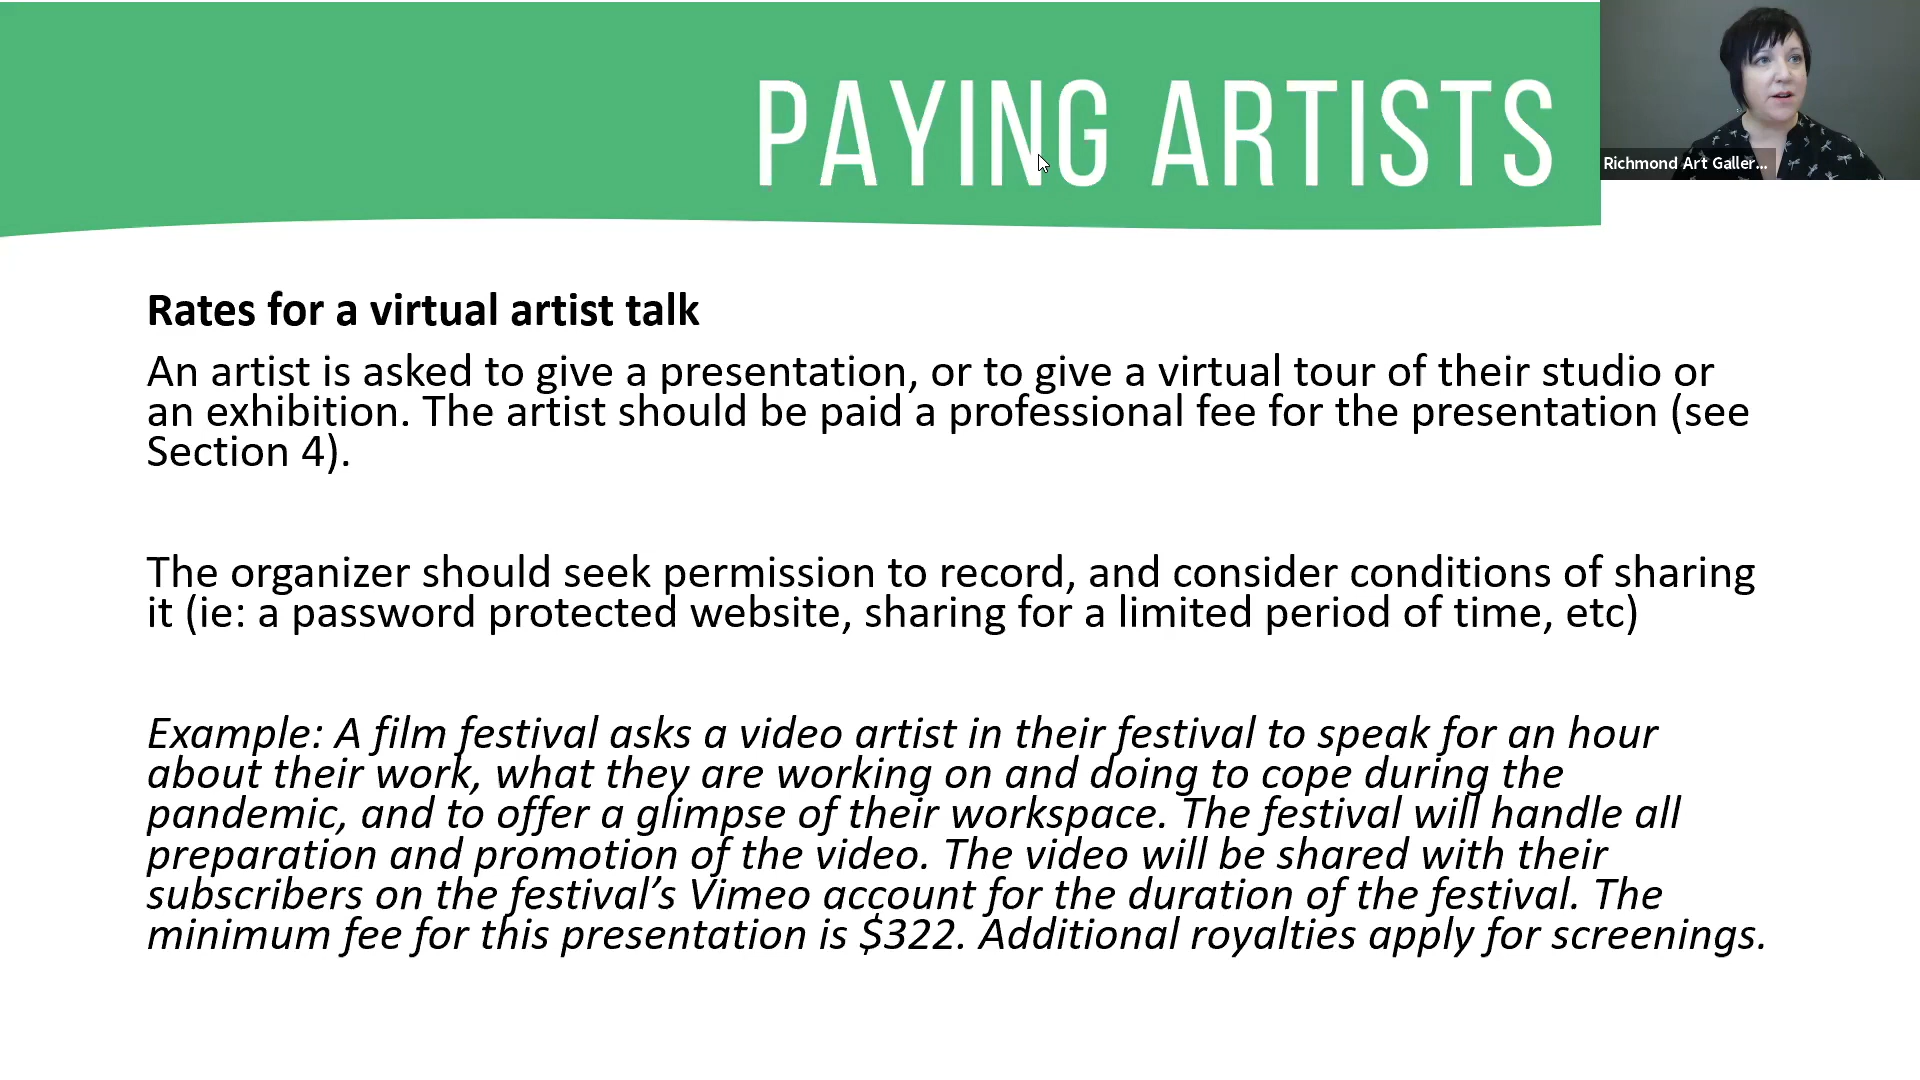 PAYING ARTISTS
Richmond Art Galler...
Rates for a virtual artist talk
An artist is asked to give a presentation, or to give a virtual tour of their studio or
an exhibition. The artist should be paid a professional fee for the presentation (see
Section 4).
The organizer should seek permission to record, and consider conditions of sharing
it (ie: a password protected website, sharing for a limited period of time, etc)
Example: A film festival asks a video artist in their festival to speak for an hour
about their work, what they are working on and doing to cope during the
pandemic, and to offer a glimpse of their workspace. The festival will handle all
preparation and promotion of the video. The video will be shared with their
subscribers on the festival’s Vimeo account for the duration of the festival. The
minimum fee for this presentation is $322. Additional royalties apply for screenings.